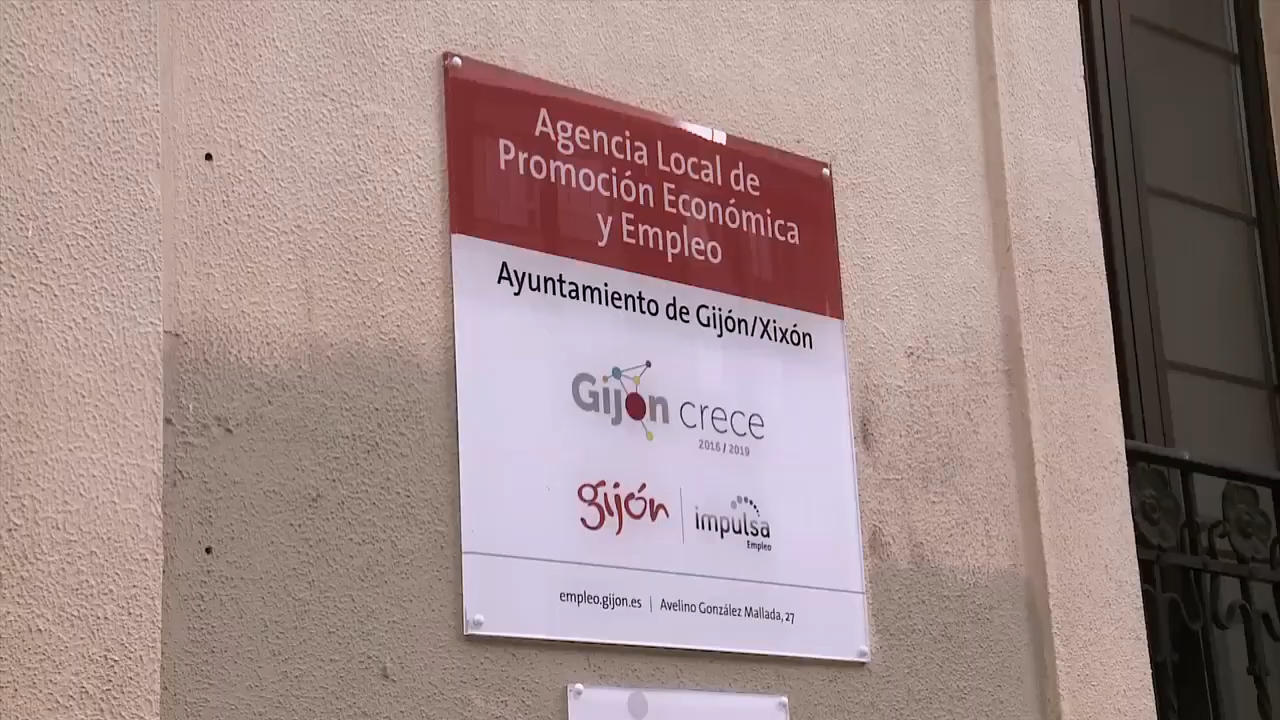 Agencia Local de
Promoción Económica
y Empleo
Ayuntamiento de Gijón/Xixón
Gijón crece
2016 / 2019
gijón | impulsa
Empleo
empleo.gijon.es | Avelino González Mallada, 27